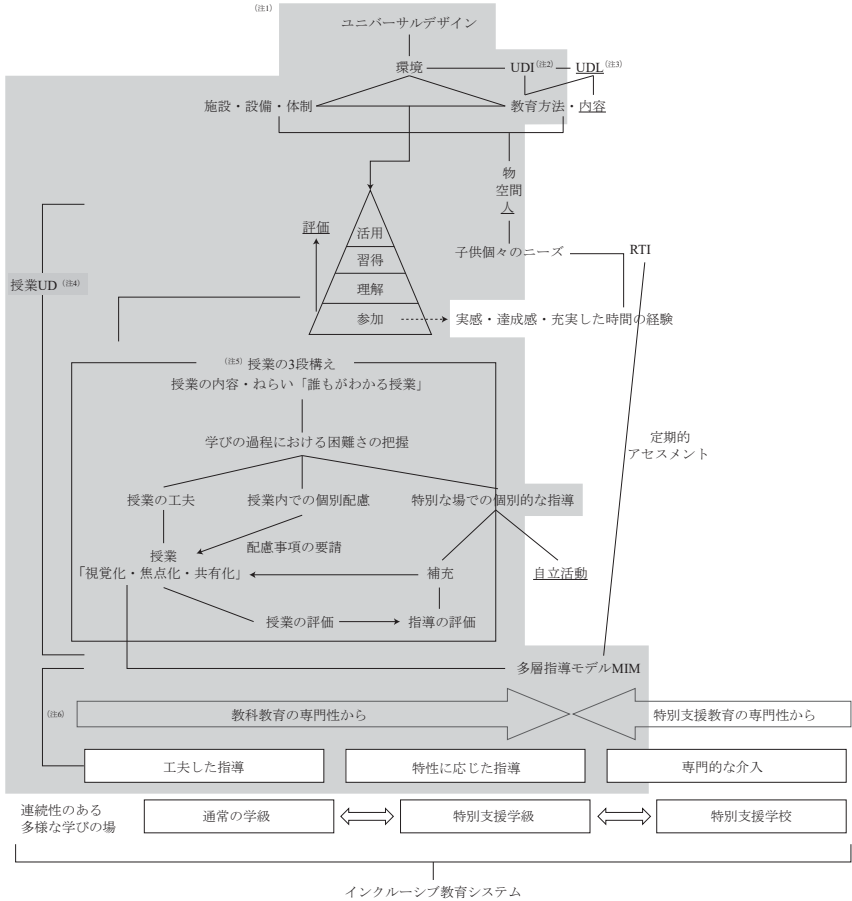 (注1)
ユニバーサルデザイン
環境
UDI(注2)
UDL(注3)
施設・設備・体制
教育方法・内容
物
空間
人
評価
活用
習得
理解
参加
子供個々のニーズ
RTI
授業UD(注4)
実感・達成感・充実した時間の経験
(注5)授業の3段構え
授業の内容・ねらい「誰もがわかる授業」
学びの過程における困難さの把握
定期的
アセスメント
授業の工夫
授業内での個別配慮
特別な場での個別的な指導
配慮事項の要請
授業
「視覚化・焦点化・共有化」
補充
自立活動
授業の評価
指導の評価
多層指導モデルMIM
(注6)
教科教育の専門性から
特別支援教育の専門性から
工夫した指導
特性に応じた指導
専門的な介入
連続性のある
多様な学びの場
通常の学級
特別支援学級
特別支援学校
インクルーシブ教育システム